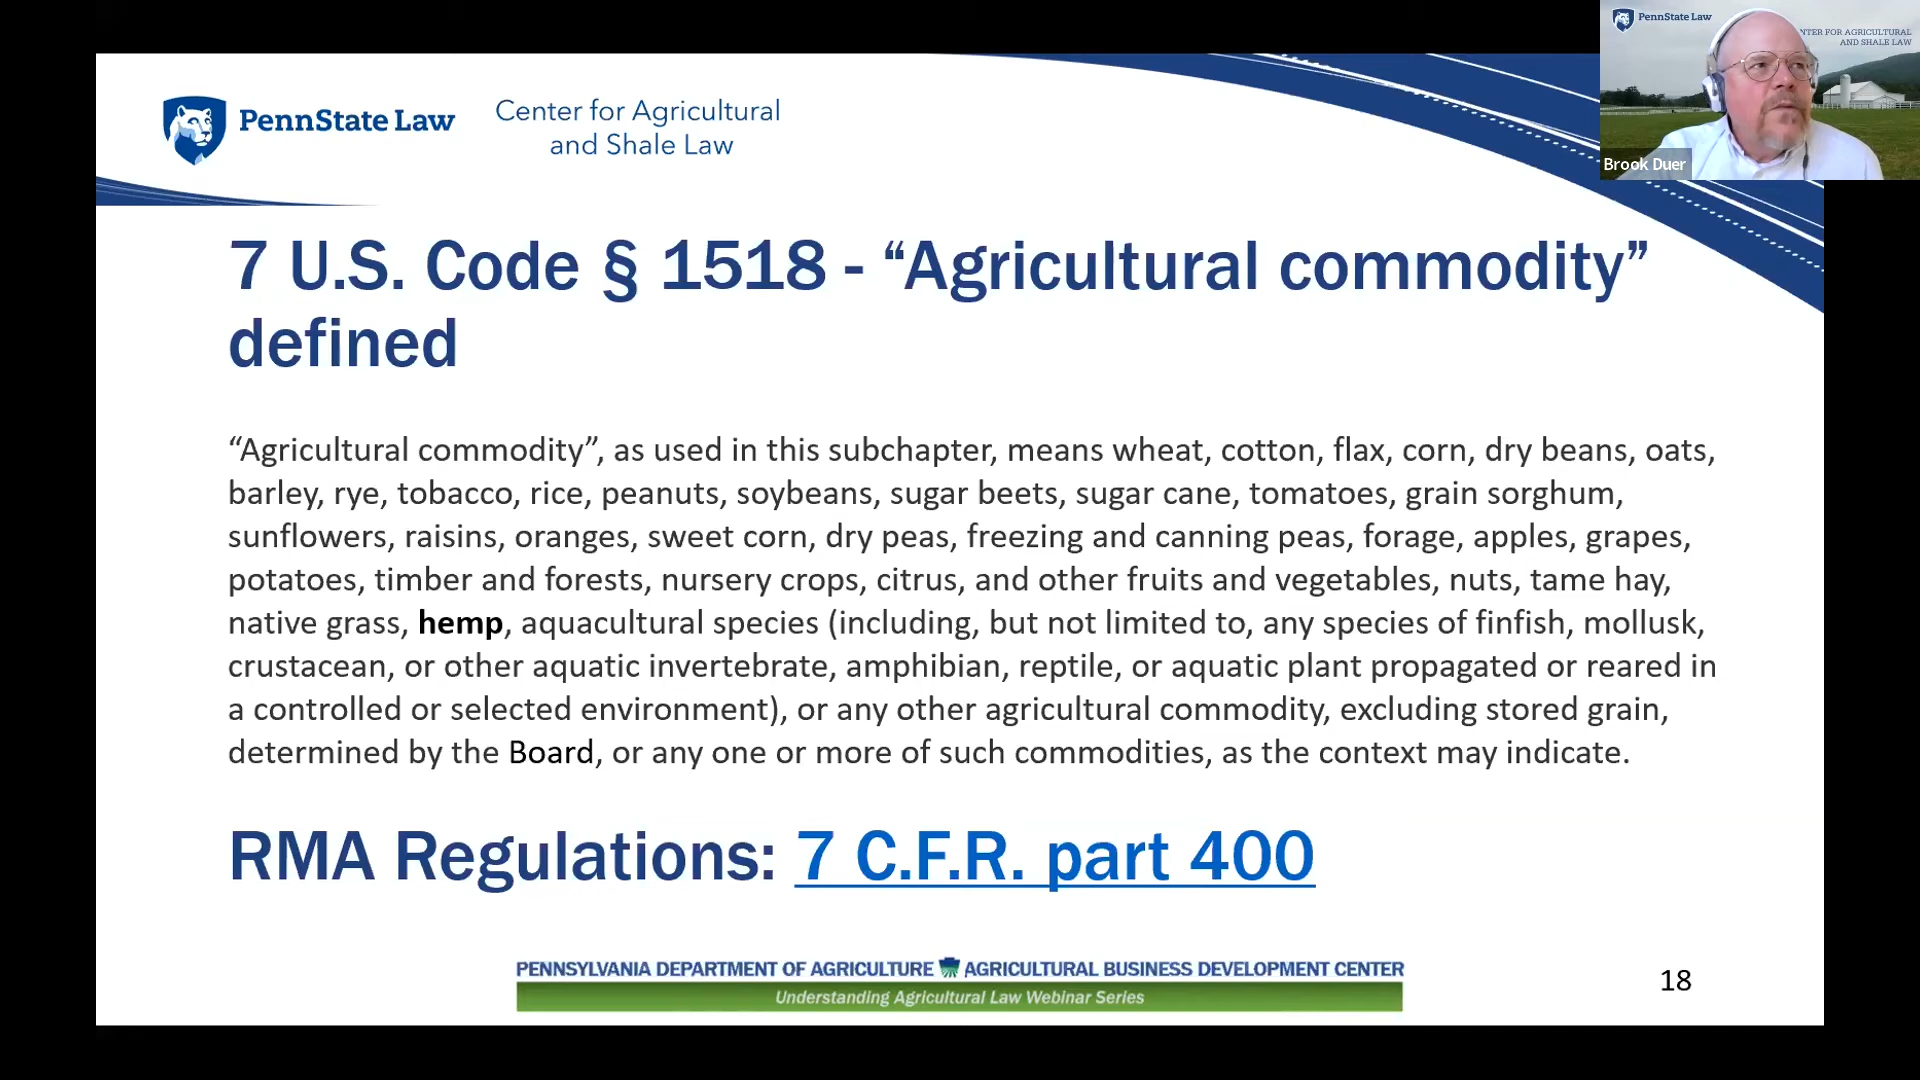 PennState Law
NTER FOR AGRICULTURAL
AND SHALE LAW
Brook Duer
PennState Law
Center for Agricultural
and Shale Law
7 U.S. Code § 1518 - “Agricultural commodity”
defined
“Agricultural commodity”, as used in this subchapter, means wheat, cotton, flax, corn, dry beans, oats,
barley, rye, tobacco, rice, peanuts, soybeans, sugar beets, sugar cane, tomatoes, grain sorghum,
sunflowers, raisins, oranges, sweet corn, dry peas, freezing and canning peas, forage, apples, grapes,
potatoes, timber and forests, nursery crops, citrus, and other fruits and vegetables, nuts, tame hay,
native grass, hemp, aquacultural species (including, but not limited to, any species of finfish, mollusk,
crustacean, or other aquatic invertebrate, amphibian, reptile, or aquatic plant propagated or reared in
a controlled or selected environment), or any other agricultural commodity, excluding stored grain,
determined by the Board, or any one or more of such commodities, as the context may indicate.
RMA Regulations: 7 C.F.R. part 400
PENNSYLVANIA DEPARTMENT OF AGRICULTURE AGRICULTURAL BUSINESS DEVELOPMENT CENTER
Understanding Agricultural Law Webinar Series
18